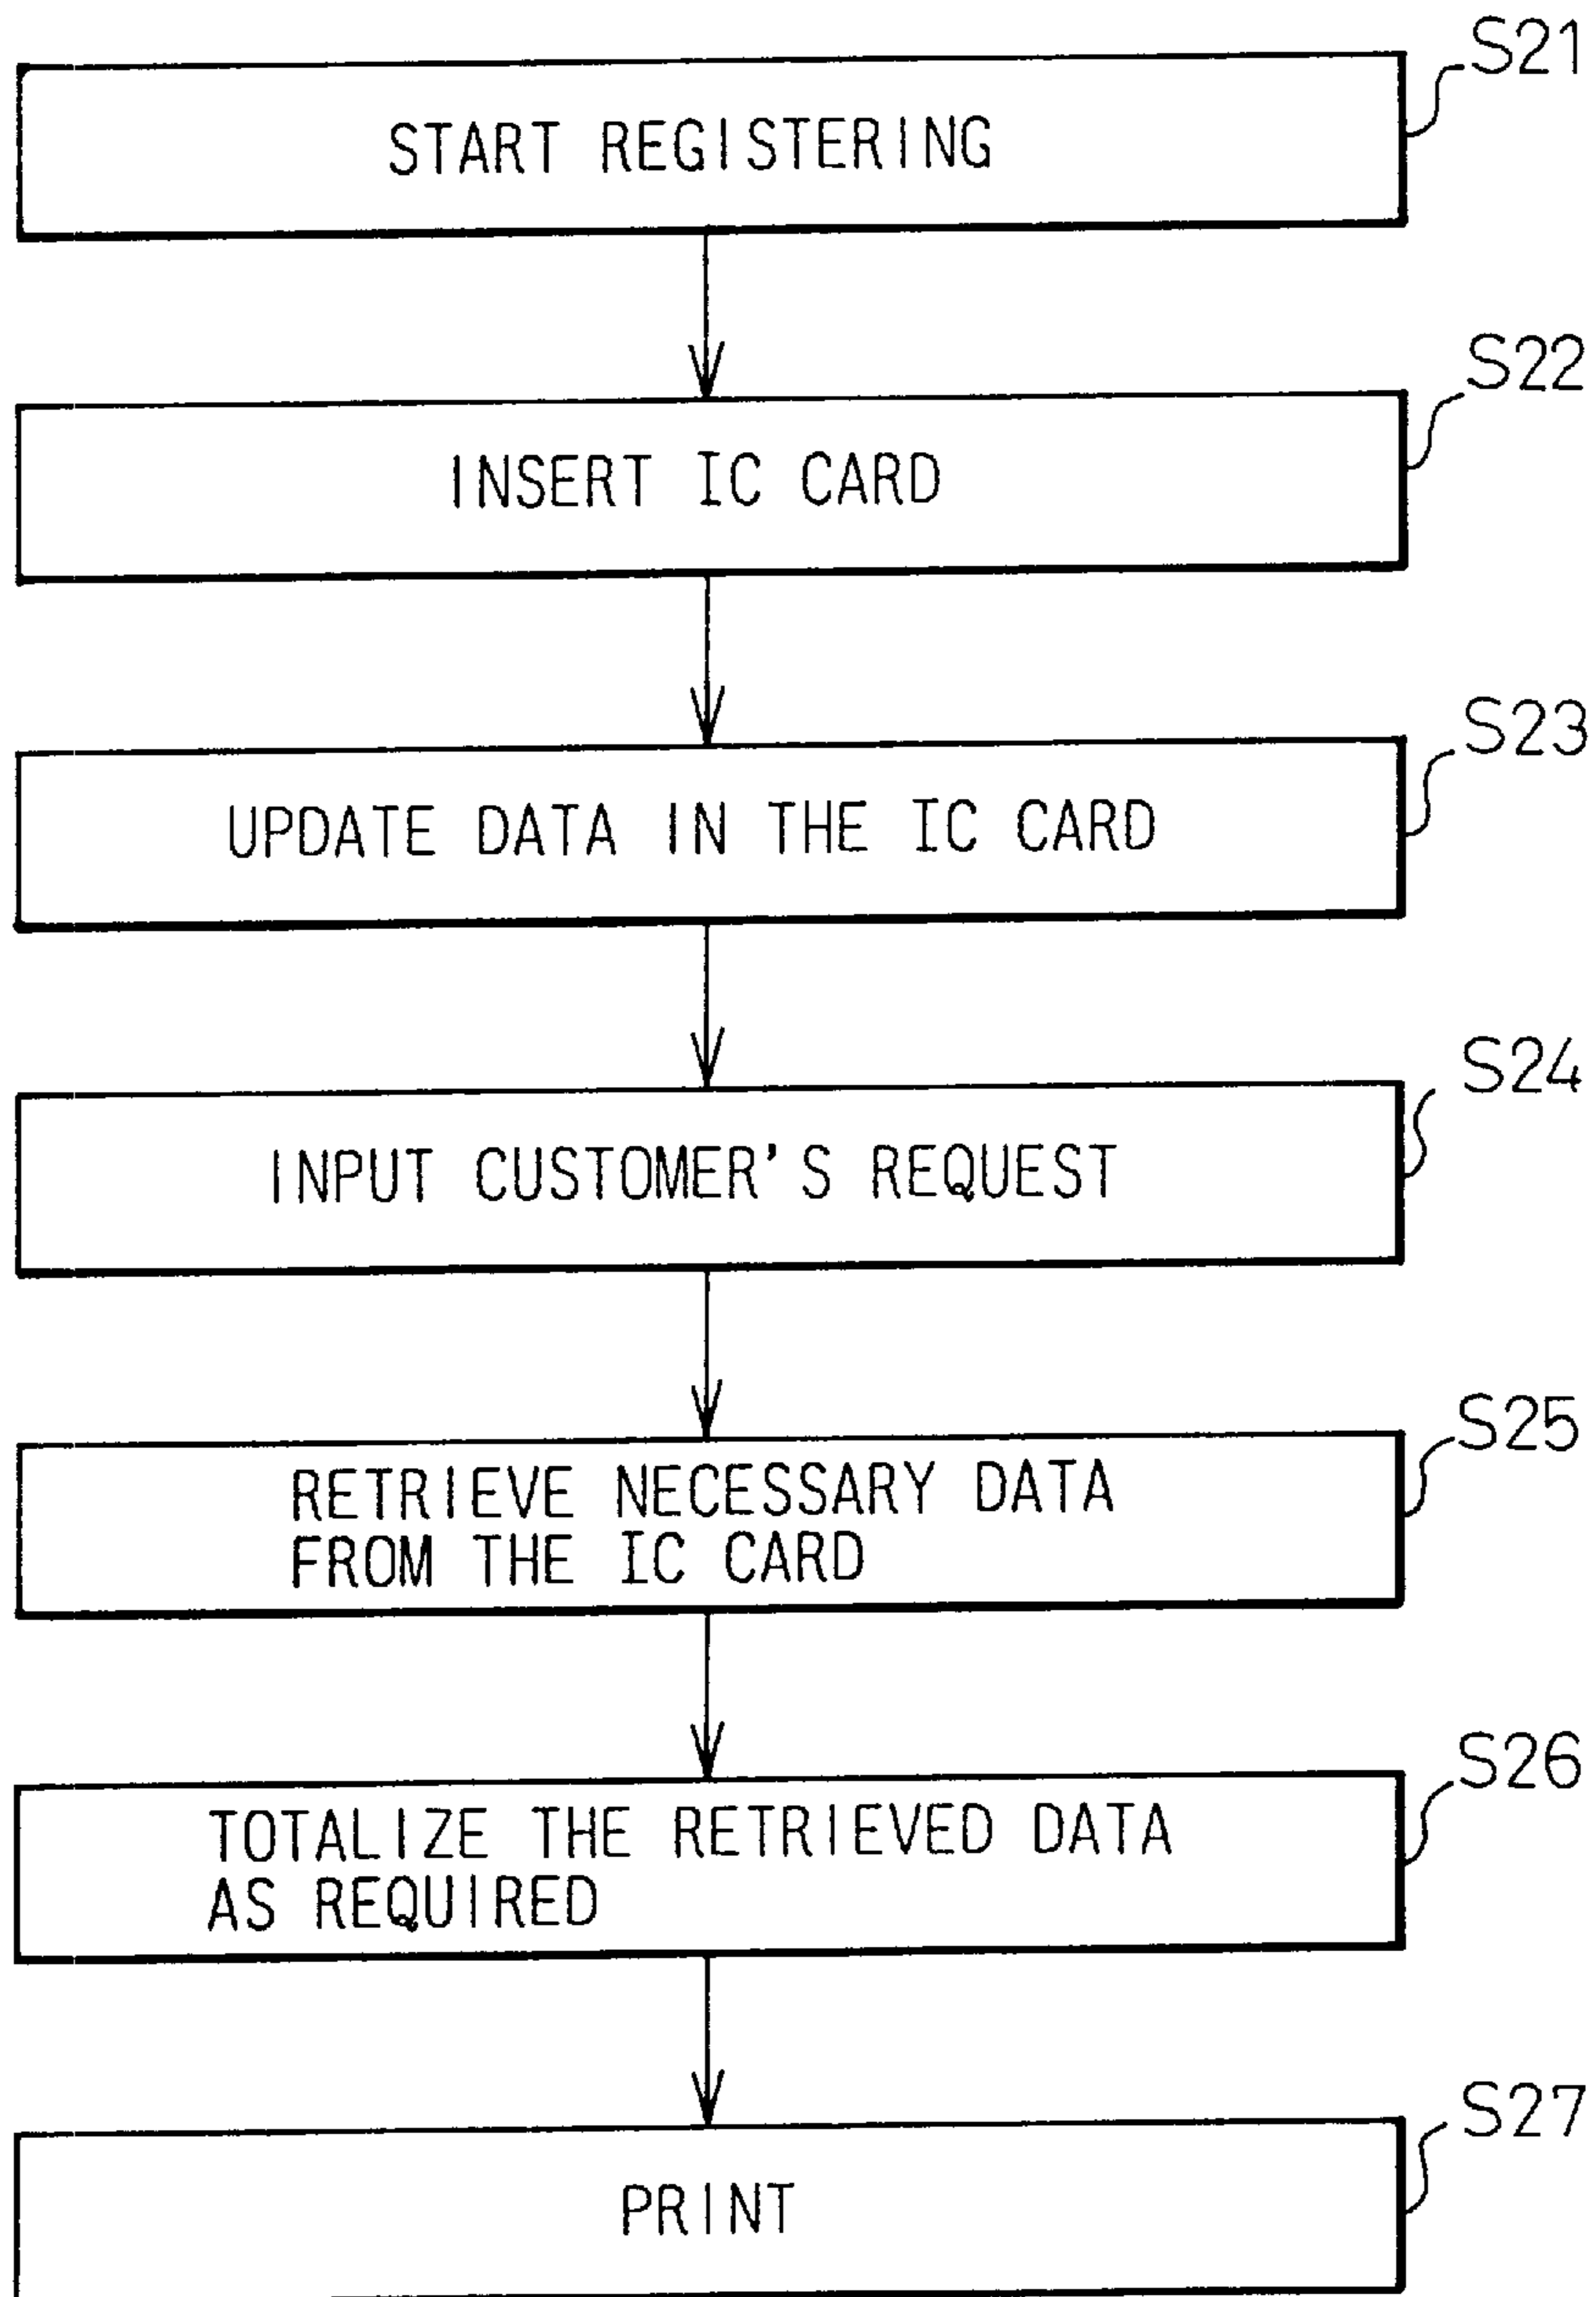 S21
START REGISTERING
S22
INSERT IC CARD
S23
UPDATE DATA IN THE IC CARD
S24
INPUT CUSTOMER'S REQUEST
S25
RETRIEVE NECESSARY DATA
FROM THE IC CARD
S26
TOTALIZE THE RETRIEVED DATA
AS REQUIRED
S27
PRINT